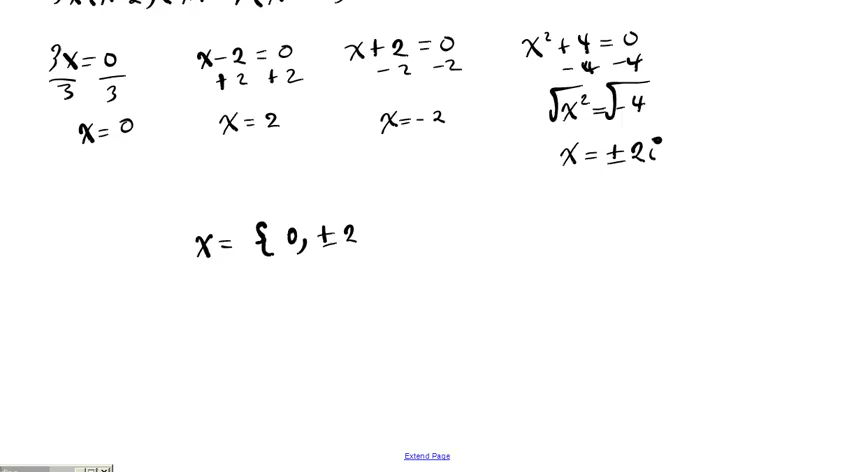 3x = 0 x - 2 = 0 x + 2 = 0 x² + 4 = 0
3 3 + 2 + 2 - 2 - 2 - 4 - 4
√x² = √-4
x = 0 x = 2 x = - 2
x = ± 2i
x = { 0, ± 2
Extend Page